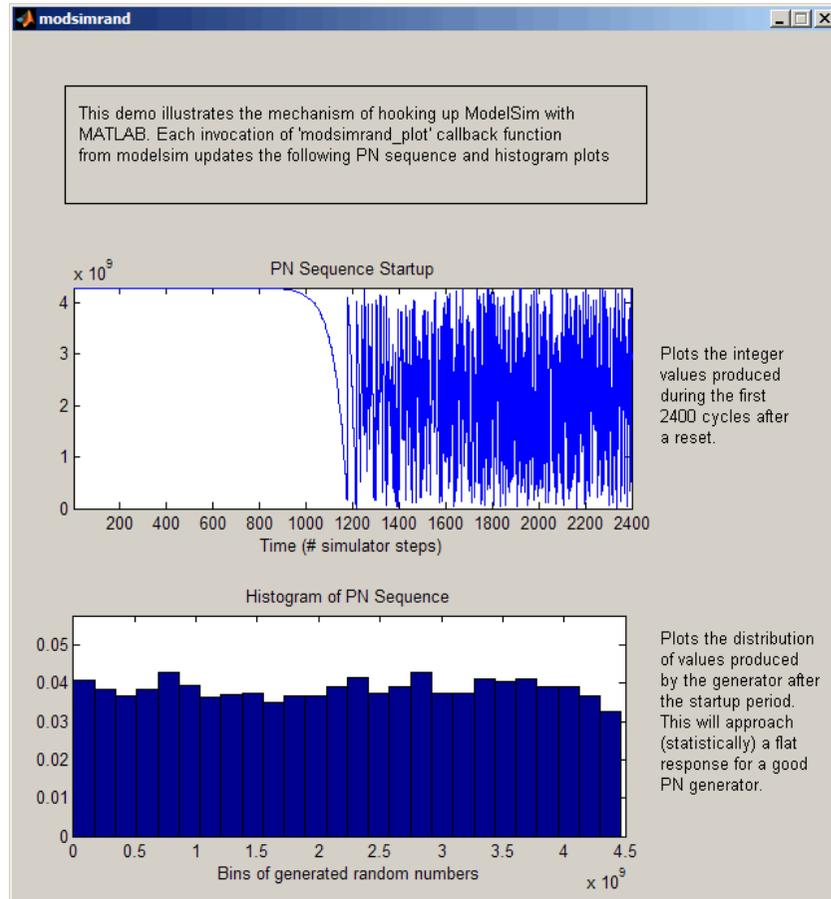 modsimrand
This demo illustrates the mechanism of hooking up ModelSim with
MATLAB. Each invocation of 'modsimrand_plot' callback function
from modelsim updates the following PN sequence and histogram plots
x 10^9
PN Sequence Startup
4
3
2
1
0
200 400 600 800 1000 1200 1400 1600 1800 2000 2200 2400
Time (# simulator steps)
Plots the integer
values produced
during the first
2400 cycles after
a reset.
Histogram of PN Sequence
0.05
0.04
0.03
0.02
0.01
0
0 0.5 1 1.5 2 2.5 3 3.5 4 4.5
Bins of generated random numbers
x 10^9
Plots the distribution
of values produced
by the generator after
the startup period.
This will approach
(statistically) a flat
response for a good
PN generator.